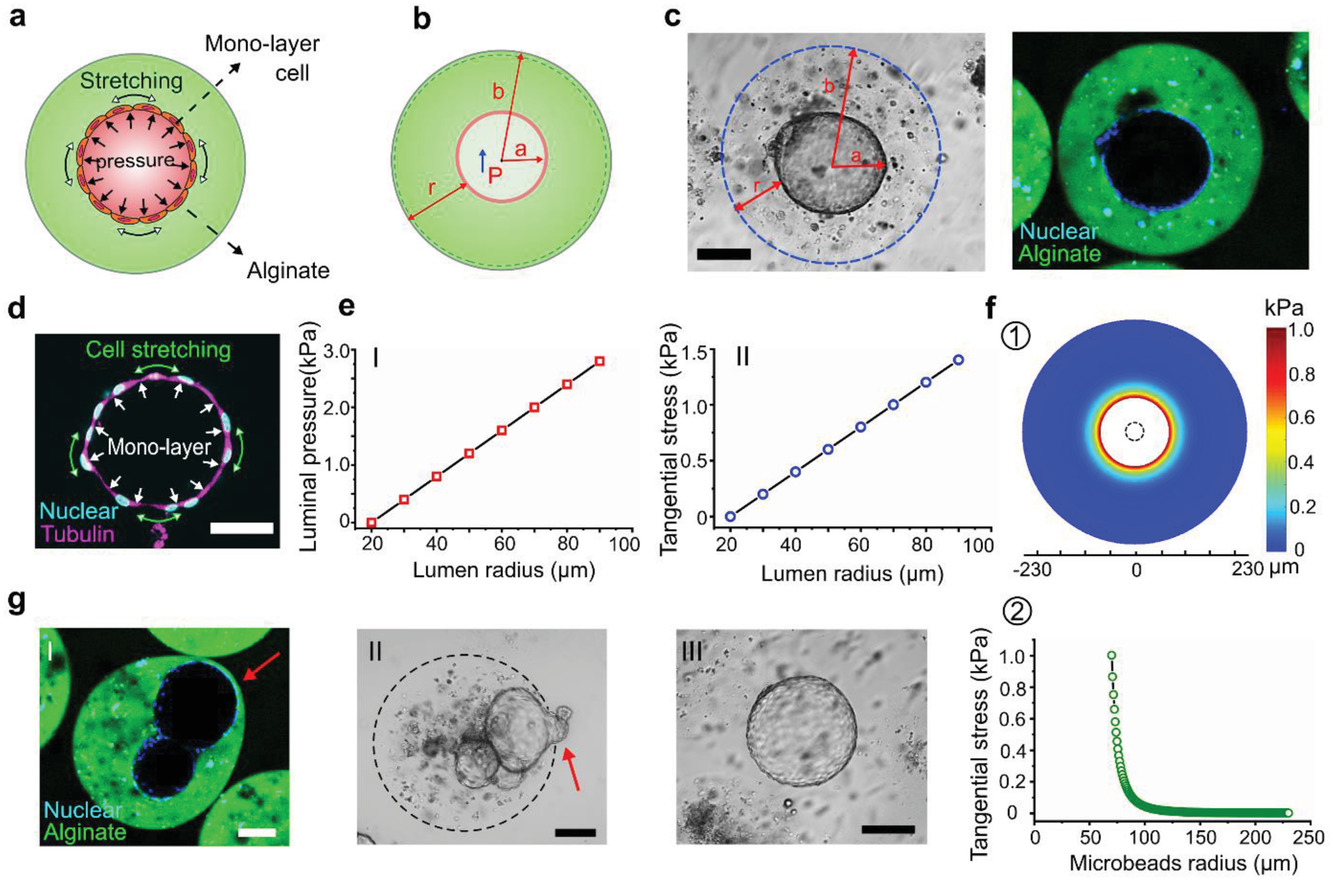 a
Mono-layer
cell
Stretching
pressure
Alginate
b
b
a
r
P
c
b
a
r
Nuclear
Alginate
d
Cell stretching
Mono-layer
Nuclear
Tubulin
e
I
Luminal pressure(kPa)
3.0
2.0
1.0
0
20
40
60
80
100
Lumen radius (μm)
II
Tangential stress (kPa)
1.5
1.0
0.5
0
20
40
60
80
100
Lumen radius (μm)
f
①
kPa
1.0
0.8
0.6
0.4
0.2
0
-230
0
230 μm
②
Tangential stress (kPa)
1.0
0.8
0.6
0.4
0.2
0
0
50
100
150
200
250
Microbeads radius (μm)
g
I
Nuclear
Alginate
II
III